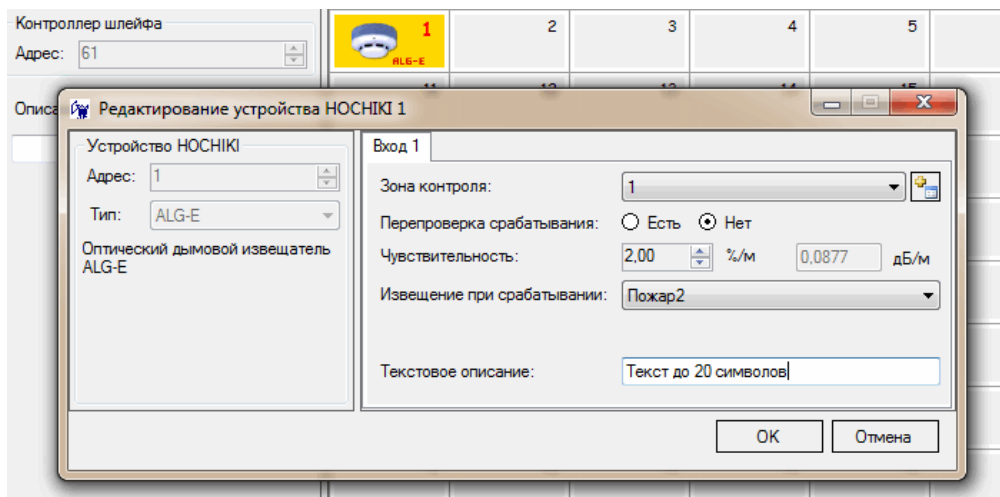 Контроллер шлейфа
Адрес: 61
1 2 3 4 5
ALG-E
Редактирование устройства HOCHIKI 1
Устройство HOCHIKI
Адрес: 1
Тип: ALG-E
Оптический дымовой извещатель
ALG-E
Вход 1
Зона контроля: 1
Перепроверка срабатывания: Есть Нет
Чувствительность: 2,00 %/м 0,0877 дБ/м
Извещение при срабатывании: Пожар2
Текстовое описание: Текст до 20 символов
OK Отмена